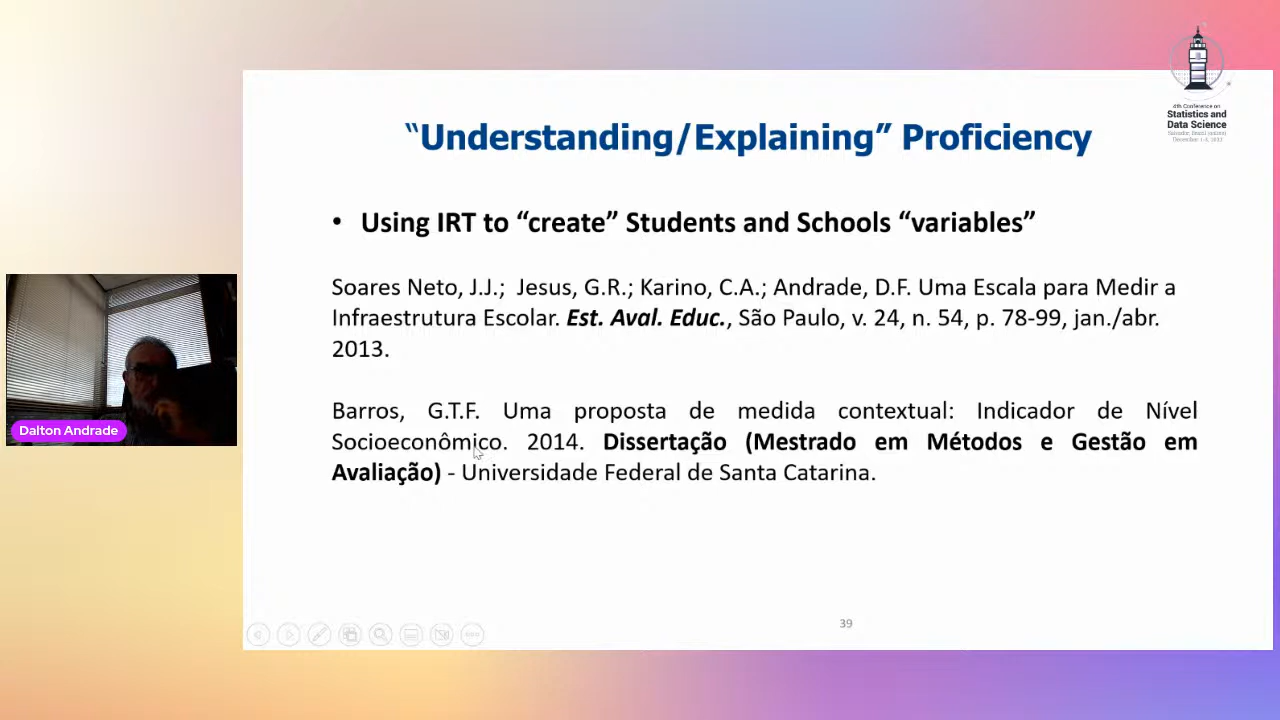 4th Conference on
Statistics and
Data Science
“Understanding/Explaining” Proficiency
• Using IRT to “create” Students and Schools “variables”
Soares Neto, J.J.; Jesus, G.R.; Karino, C.A.; Andrade, D.F. Uma Escala para Medir a
Infraestrutura Escolar. Est. Aval. Educ., São Paulo, v. 24, n. 54, p. 78-99, jan./abr.
2013.
Barros, G.T.F. Uma proposta de medida contextual: Indicador de Nível
Socioeconômico. 2014. Dissertação (Mestrado em Métodos e Gestão em
Avaliação) - Universidade Federal de Santa Catarina.
Dalton Andrade
39